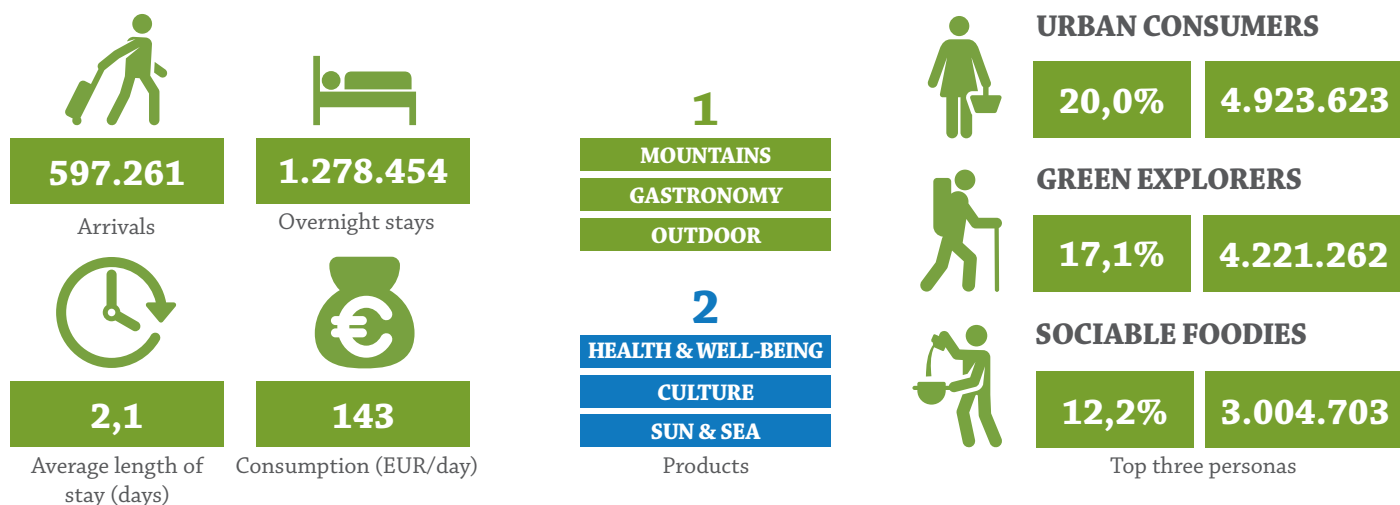 597.261
Arrivals
1.278.454
Overnight stays
2,1
Average length of
stay (days)
143
Consumption (EUR/day)
1
MOUNTAINS
GASTRONOMY
OUTDOOR
2
HEALTH & WELL-BEING
CULTURE
SUN & SEA
Products
URBAN CONSUMERS
20,0%
4.923.623
GREEN EXPLORERS
17,1%
4.221.262
SOCIABLE FOODIES
12,2%
3.004.703
Top three personas